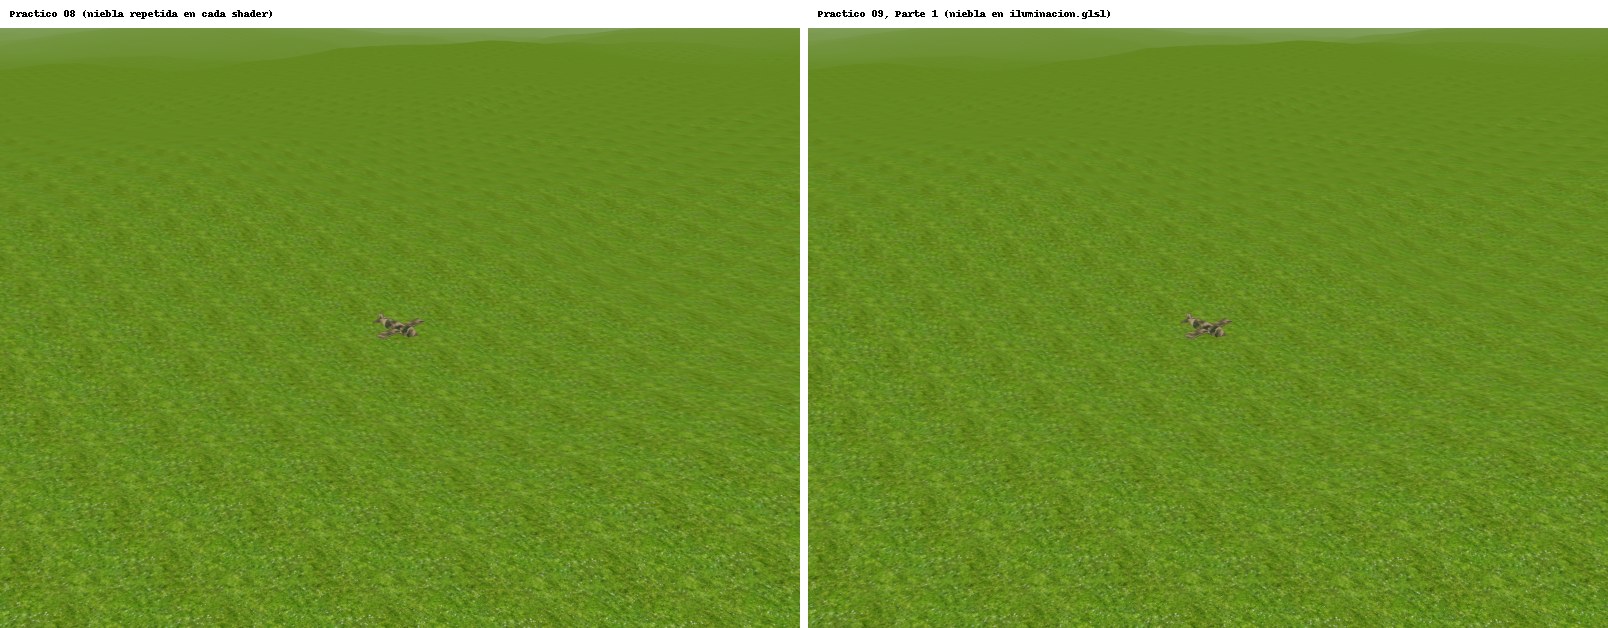 Practico 08 (niebla repetida en cada shader)
Practico 09, Parte 1 (niebla en iluminacion.glsl)